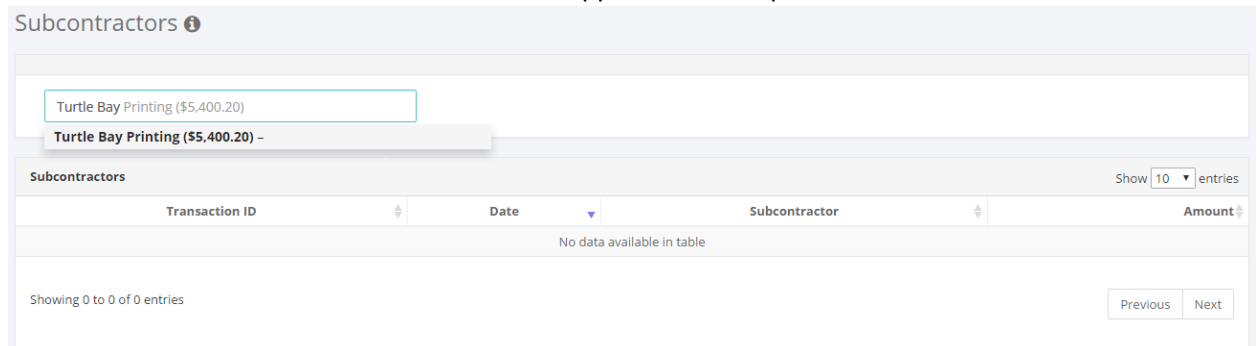 Subcontractors
Turtle Bay Printing ($5,400.20)
Turtle Bay Printing ($5,400.20) –
Subcontractors Show 10 entries
Transaction ID Date Subcontractor Amount
No data available in table
Showing 0 to 0 of 0 entries Previous Next